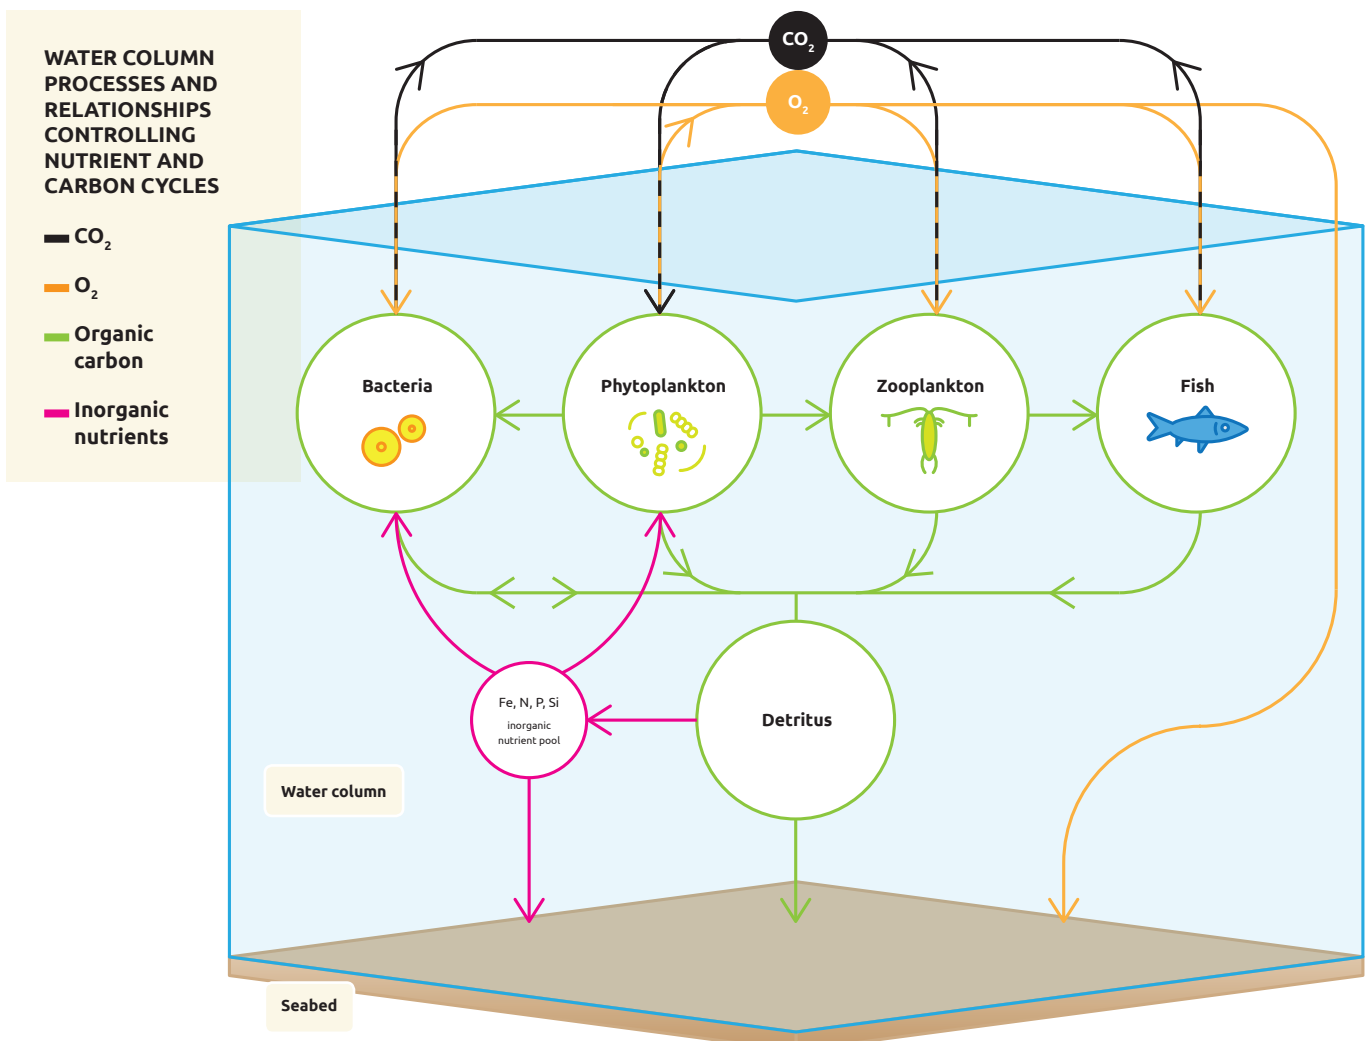 WATER COLUMN
PROCESSES AND
RELATIONSHIPS
CONTROLLING
NUTRIENT AND
CARBON CYCLES
CO₂
O₂
Organic
carbon
Inorganic
nutrients
CO₂
O₂
Bacteria
Phytoplankton
Zooplankton
Fish
Fe, N, P, Si
inorganic
nutrient pool
Detritus
Water column
Seabed